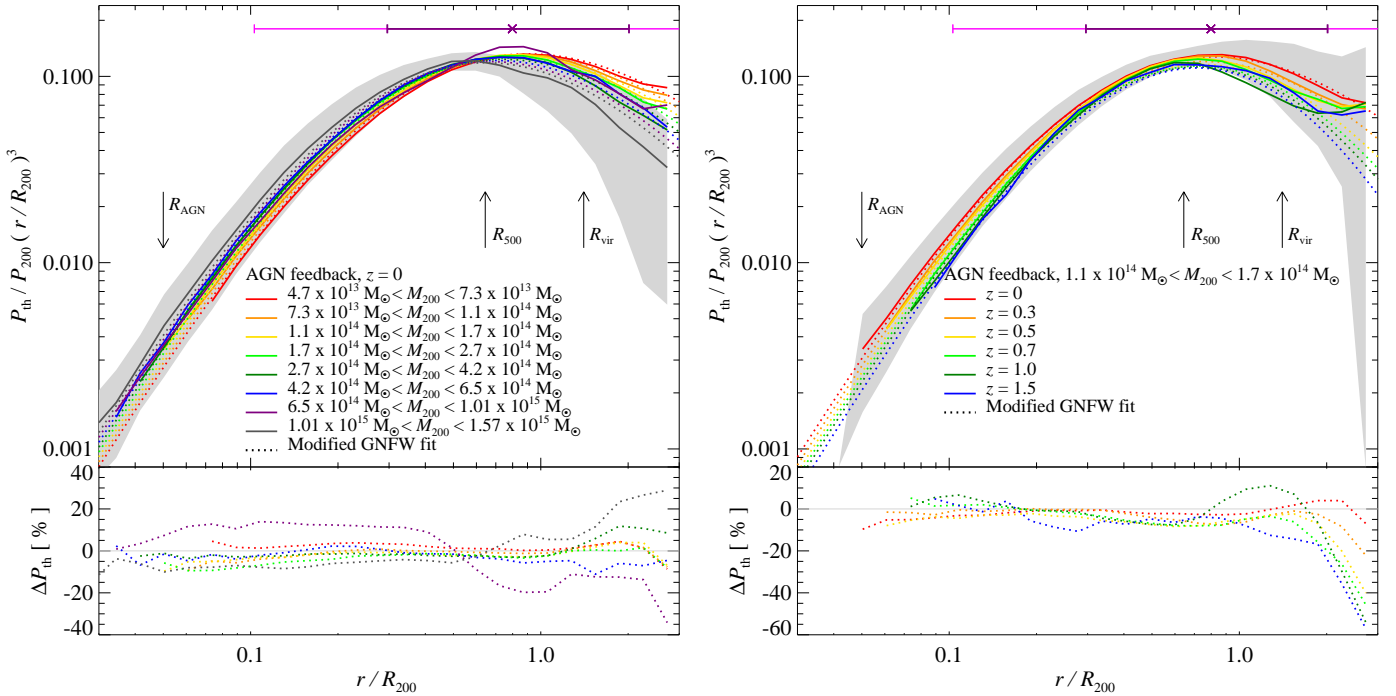 P_th / P_200 ( r / R_200 )^3
0.100
0.010
0.001
R_AGN
R_500
R_vir
AGN feedback, z = 0
4.7 x 10^13 M_⊙ < M_200 < 7.3 x 10^13 M_⊙
7.3 x 10^13 M_⊙ < M_200 < 1.1 x 10^14 M_⊙
1.1 x 10^14 M_⊙ < M_200 < 1.7 x 10^14 M_⊙
1.7 x 10^14 M_⊙ < M_200 < 2.7 x 10^14 M_⊙
2.7 x 10^14 M_⊙ < M_200 < 4.2 x 10^14 M_⊙
4.2 x 10^14 M_⊙ < M_200 < 6.5 x 10^14 M_⊙
6.5 x 10^14 M_⊙ < M_200 < 1.01 x 10^15 M_⊙
1.01 x 10^15 M_⊙ < M_200 < 1.57 x 10^15 M_⊙
Modified GNFW fit
ΔP_th [ % ]
40
20
0
-20
-40
0.1
1.0
r / R_200
P_th / P_200 ( r / R_200 )^3
0.100
0.010
0.001
R_AGN
R_500
R_vir
AGN feedback, 1.1 x 10^14 M_⊙ < M_200 < 1.7 x 10^14 M_⊙
z = 0
z = 0.3
z = 0.5
z = 0.7
z = 1.0
z = 1.5
Modified GNFW fit
ΔP_th [ % ]
20
0
-20
-40
-60
0.1
1.0
r / R_200